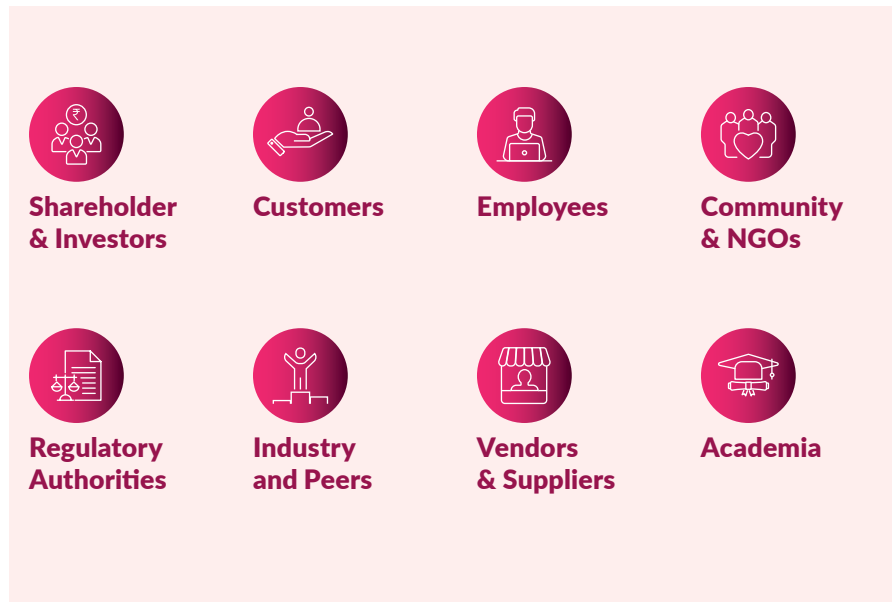 ₹
Shareholder
& Investors
Customers
Employees
Community
& NGOs
Regulatory
Authorities
Industry
and Peers
Vendors
& Suppliers
Academia